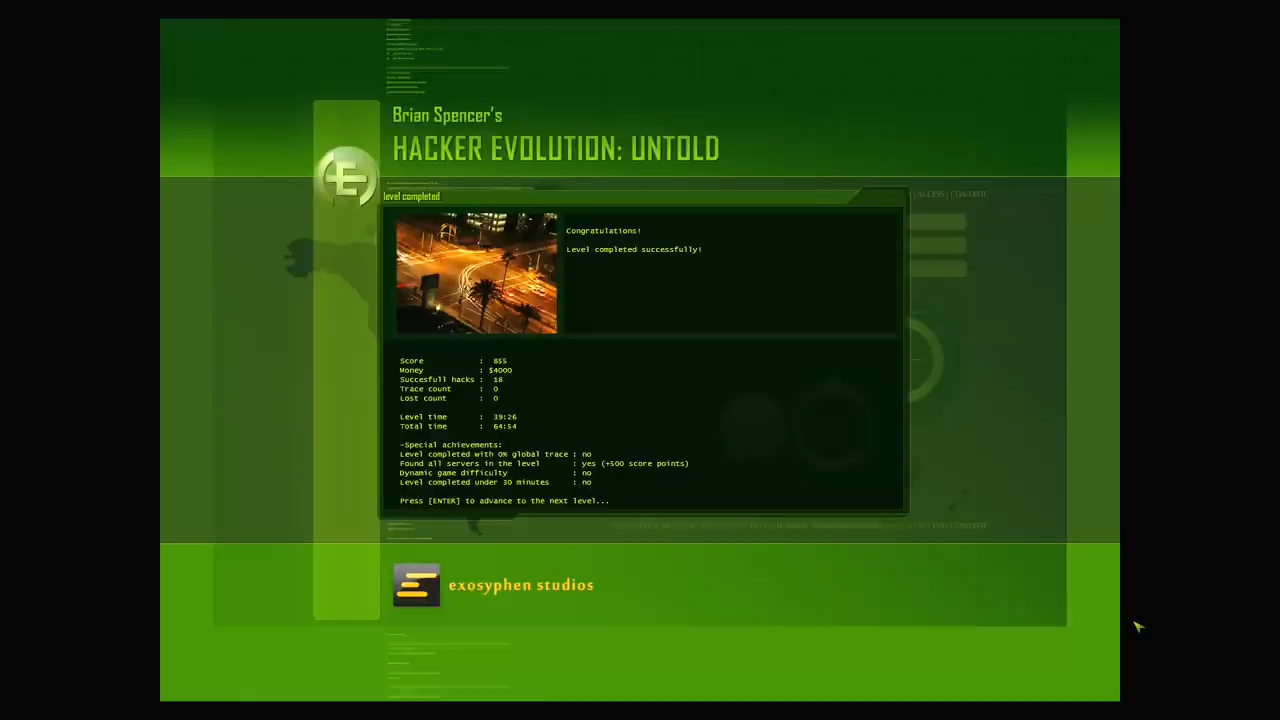 Brian Spencer's
HACKER EVOLUTION: UNTOLD
level completed
| ACCESS | CONTROL
Congratulations!
Level completed successfully!
Score : 855
Money : $4000
Succesfull hacks : 18
Trace count : 0
Lost count : 0
Level time : 39:26
Total time : 64:54
-Special achievements:
Level completed with 0% global trace : no
Found all servers in the level : yes (+500 score points)
Dynamic game difficulty : no
Level completed under 30 minutes : no
Press [ENTER] to advance to the next level...
exosyphen studios